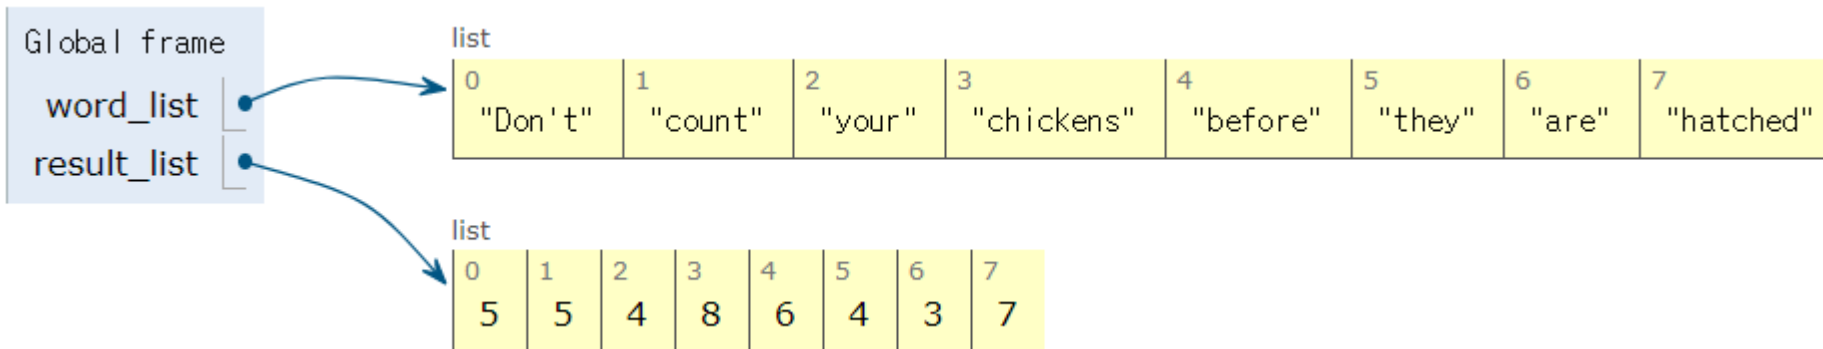 Global frame
word_list
result_list
list
0 1 2 3 4 5 6 7
"Don't" "count" "your" "chickens" "before" "they" "are" "hatched"
list
0 1 2 3 4 5 6 7
5 5 4 8 6 4 3 7